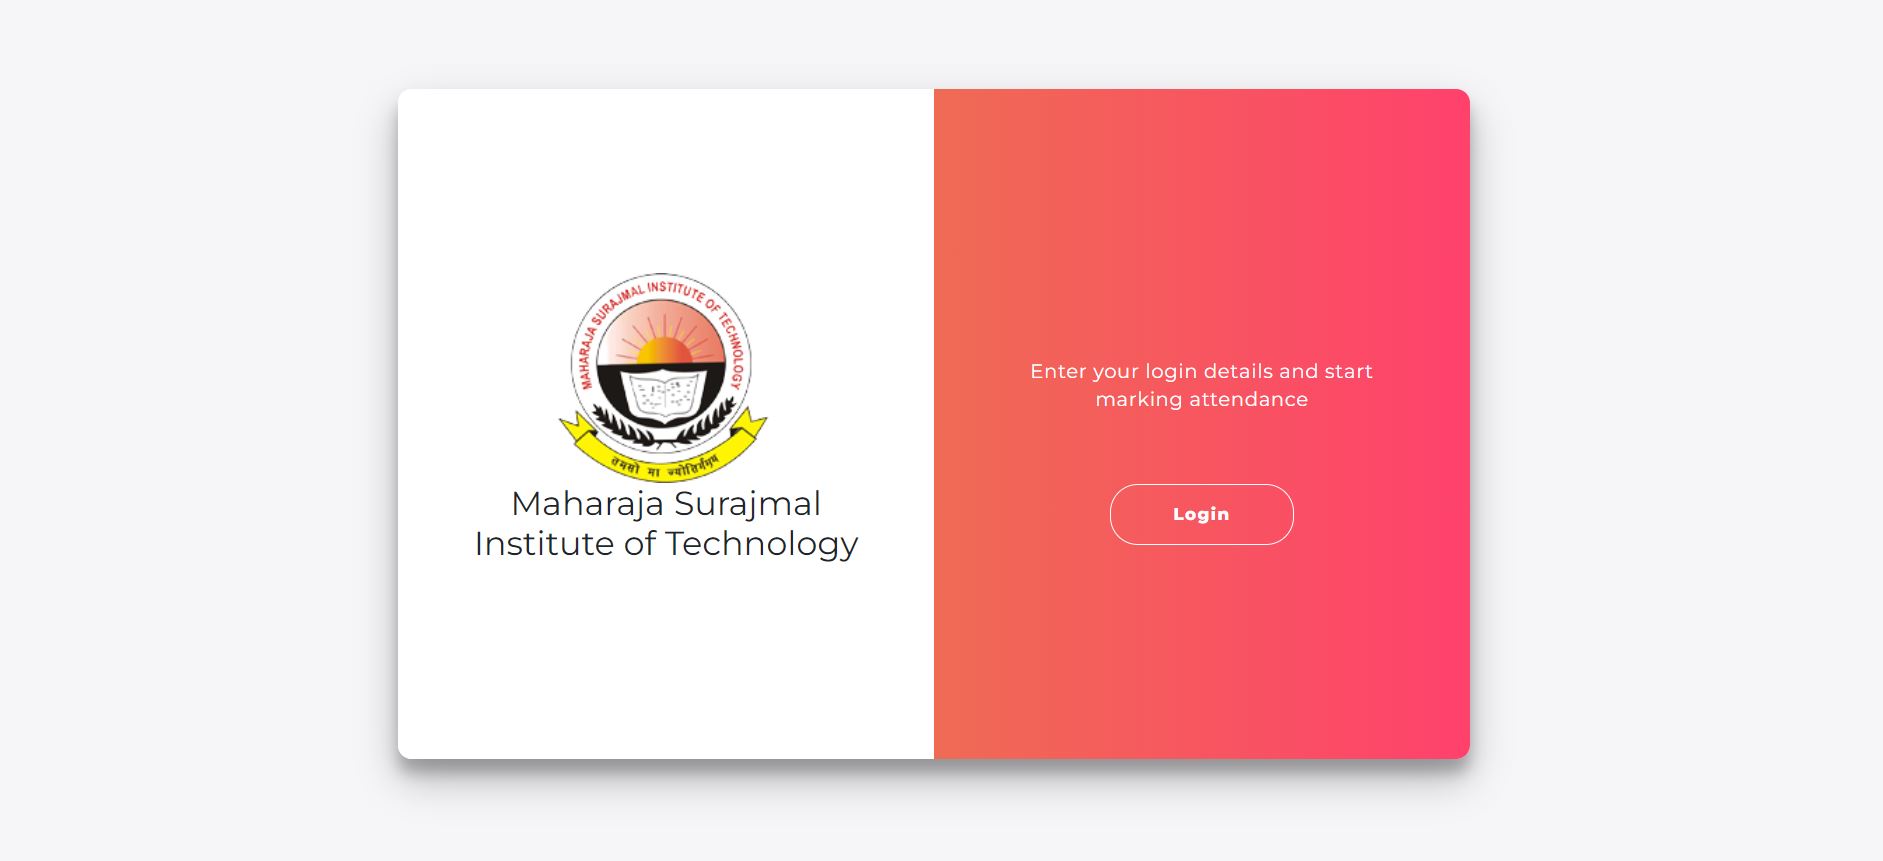 MAHARAJA SURAJMAL INSTITUTE OF TECHNOLOGY
तमसो मा ज्योतिर्गमय
Maharaja Surajmal
Institute of Technology
Enter your login details and start
marking attendance
Login